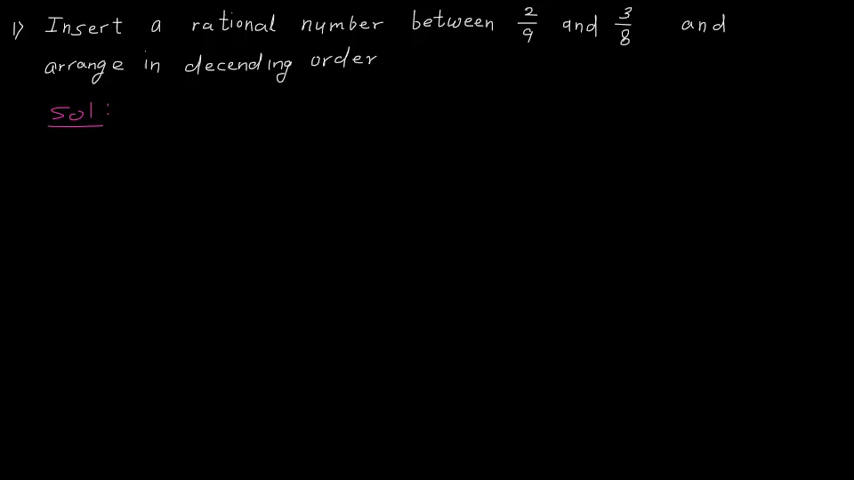 1) Insert a rational number between 2/9 and 3/8 and
arrange in decending order
Sol: